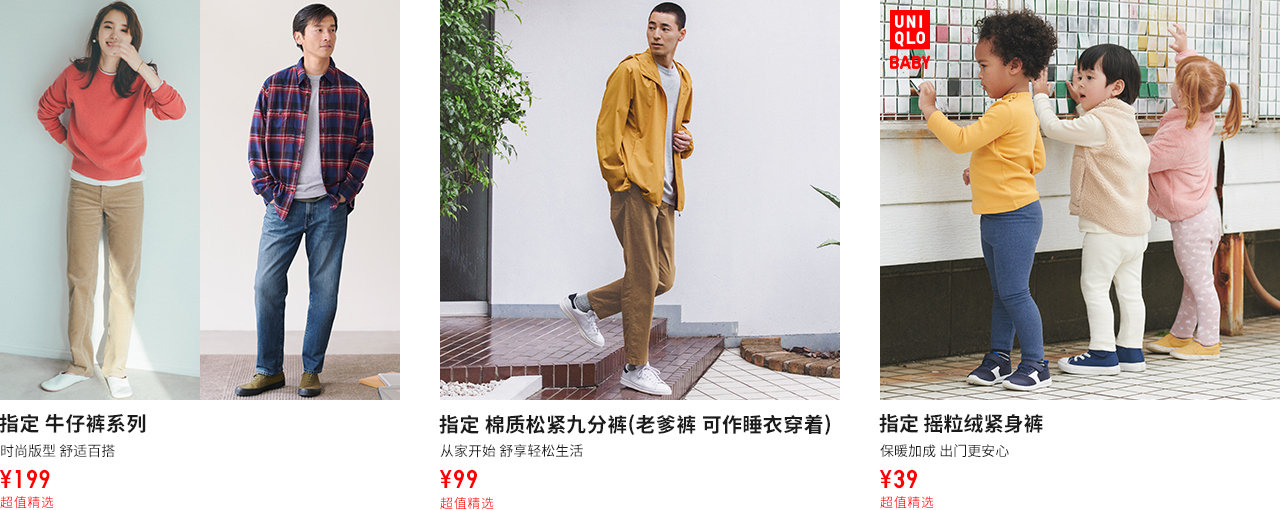 UNI
QLO
BABY
指定 牛仔裤系列
时尚版型 舒适百搭
¥199
超值精选
指定 棉质松紧九分裤(老爹裤 可作睡衣穿着)
从家开始 舒享轻松生活
¥99
超值精选
指定 摇粒绒紧身裤
保暖加成 出门更安心
¥39
超值精选